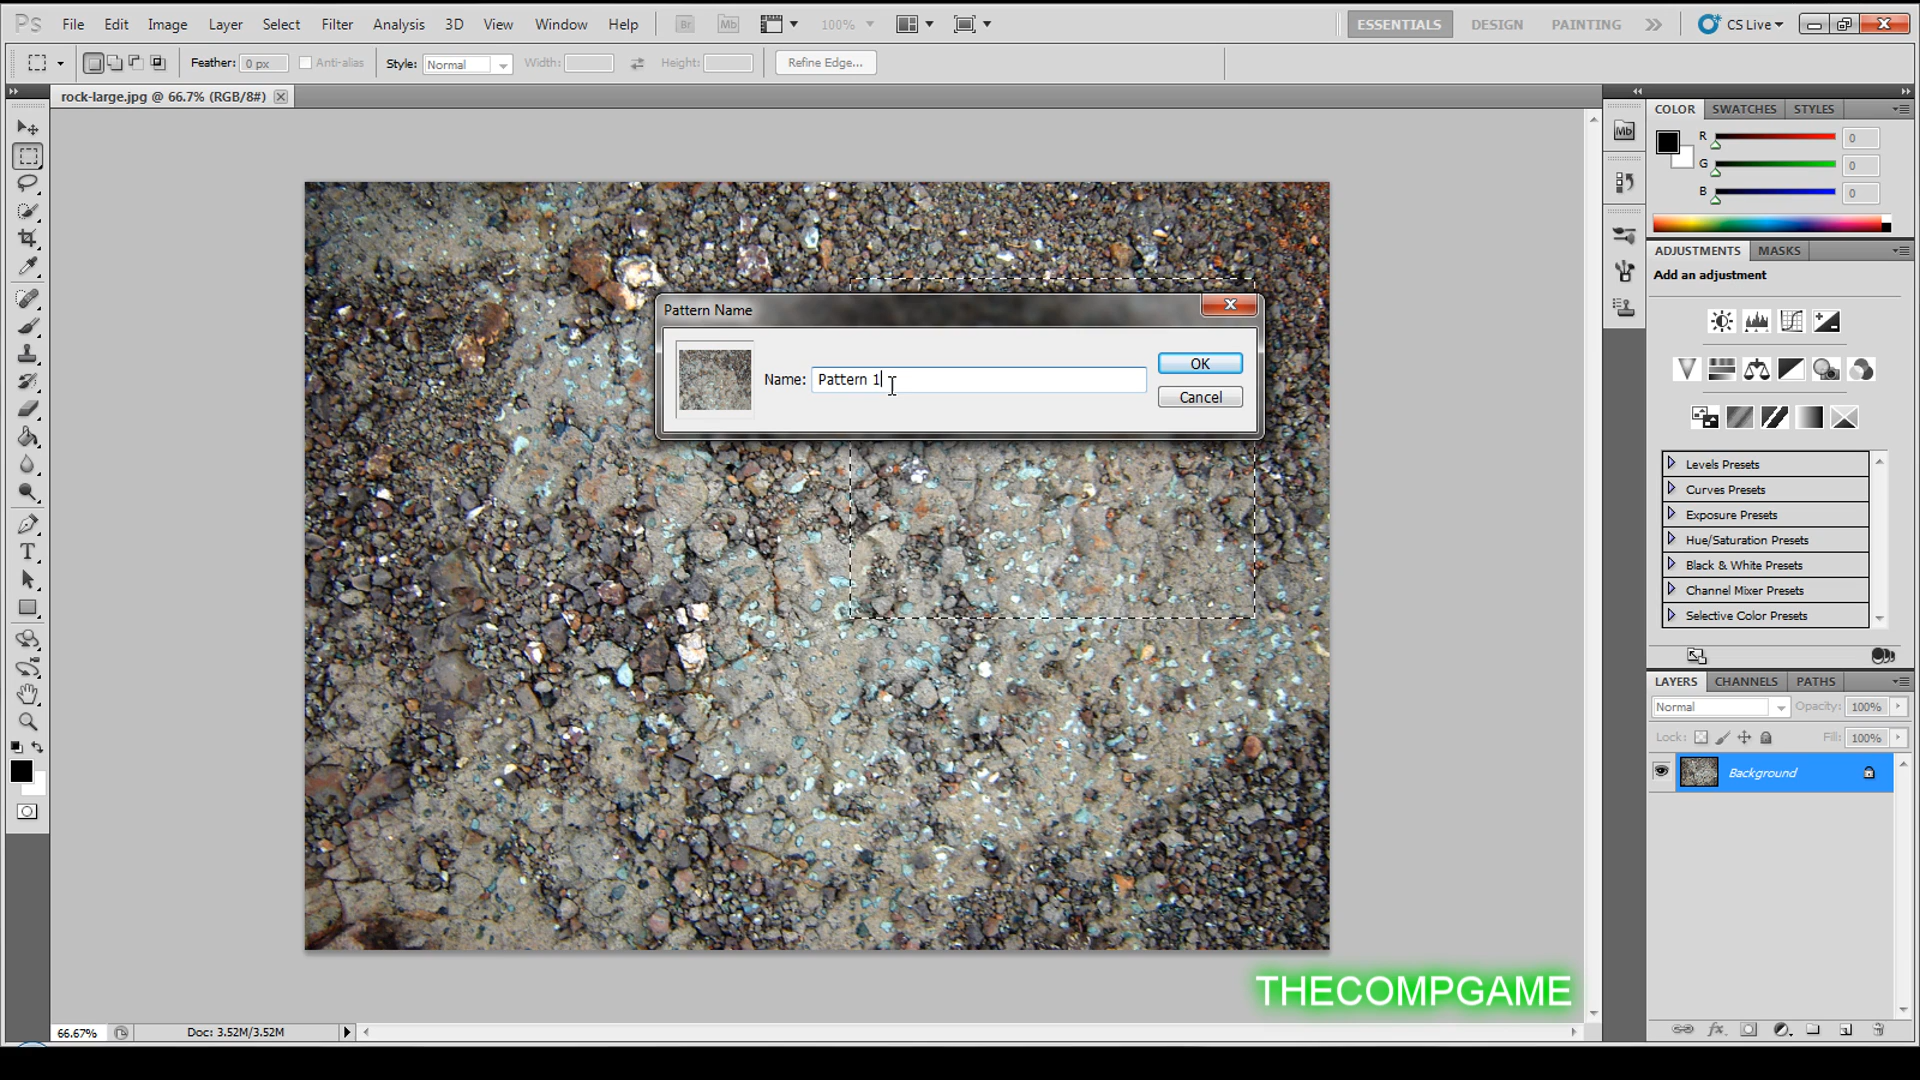 Ps File Edit Image Layer Select Filter Analysis 3D View Window Help Br Mb 100% ESSENTIALS DESIGN PAINTING CS Live
Feather: 0 px Anti-alias Style: Normal Width: Height: Refine Edge...
rock-large.jpg @ 66.7% (RGB/8#)
COLOR SWATCHES STYLES
Mb
R 0
G 0
B 0
ADJUSTMENTS MASKS
Add an adjustment
Pattern Name
Name: Pattern 1
OK
Cancel
Levels Presets
Curves Presets
Exposure Presets
Hue/Saturation Presets
Black & White Presets
Channel Mixer Presets
Selective Color Presets
LAYERS CHANNELS PATHS
Normal Opacity: 100%
Lock: Fill: 100%
Background
T
THECOMPGAME
66.67% Doc: 3.52M/3.52M
fx